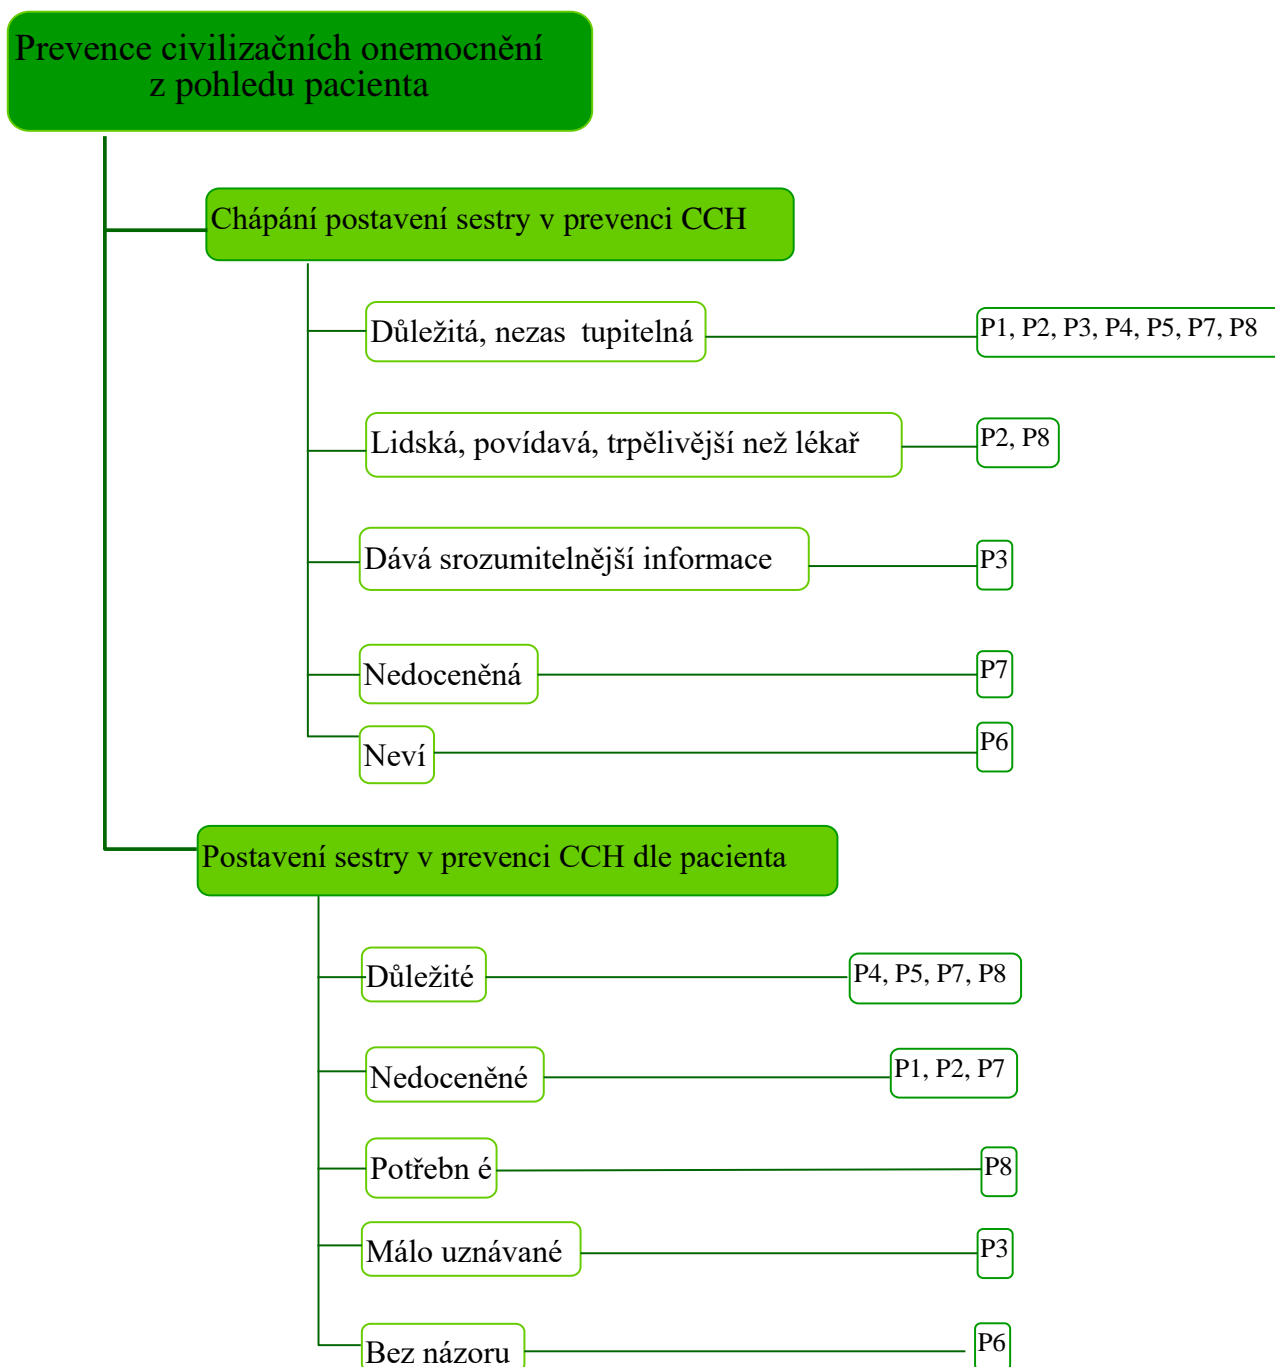 Prevence civilizačních onemocnění
z pohledu pacienta
Chápání postavení sestry v prevenci CCH
Důležitá, nezas tupitelná
P1, P2, P3, P4, P5, P7, P8
Lidská, povídavá, trpělivější než lékař
P2, P8
Dává srozumitelnější informace
P3
Nedoceněná
P7
Neví
P6
Postavení sestry v prevenci CCH dle pacienta
Důležité
P4, P5, P7, P8
Nedoceněné
P1, P2, P7
Potřebn é
P8
Málo uznávané
P3
Bez názoru
P6